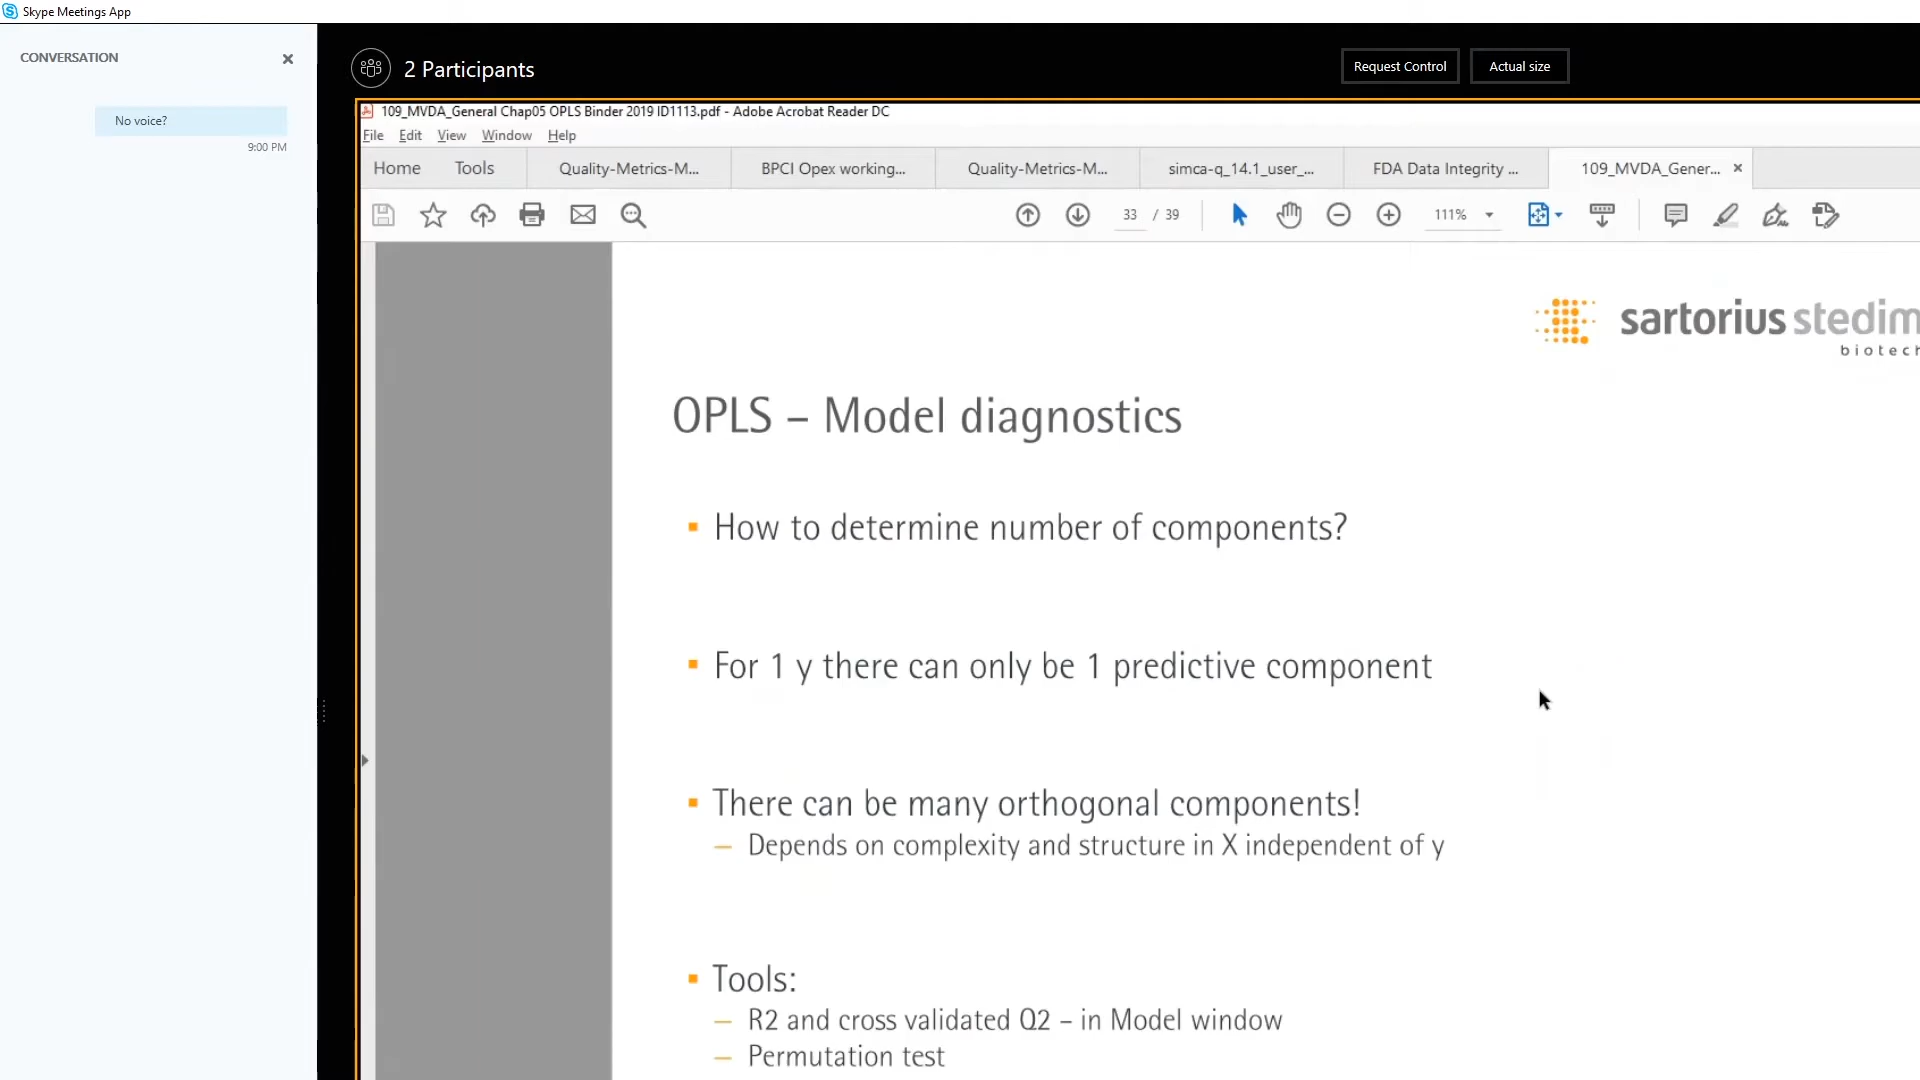 Skype Meetings App
CONVERSATION
No voice?
9:00 PM
2 Participants
Request Control
Actual size
109_MVDA_General Chap05 OPLS Binder 2019 ID1113.pdf - Adobe Acrobat Reader DC
File Edit View Window Help
Home Tools Quality-Metrics-M... BPCI Opex working... Quality-Metrics-M... simca-q_14.1_user_... FDA Data Integrity ... 109_MVDA_Gener...
33 / 39 111%
sartorius stedim
biotech
OPLS – Model diagnostics
How to determine number of components?
For 1 y there can only be 1 predictive component
There can be many orthogonal components!
– Depends on complexity and structure in X independent of y
Tools:
– R2 and cross validated Q2 – in Model window
– Permutation test